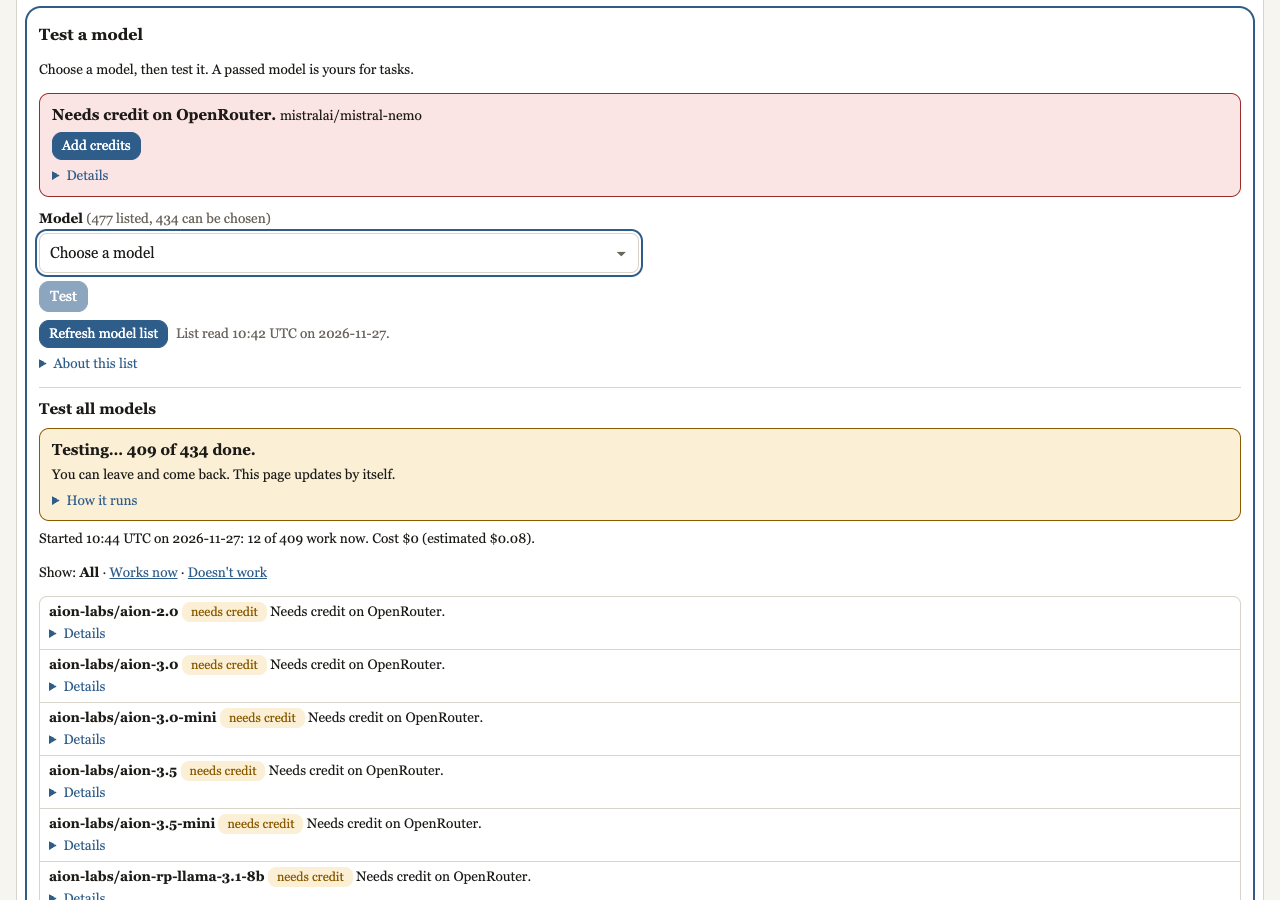 Test a model
Choose a model, then test it. A passed model is yours for tasks.
Needs credit on OpenRouter. mistralai/mistral-nemo
Add credits
Details
Model (477 listed, 434 can be chosen)
Choose a model
Test
Refresh model list List read 10:42 UTC on 2026-11-27.
About this list
Test all models
Testing... 409 of 434 done.
You can leave and come back. This page updates by itself.
How it runs
Started 10:44 UTC on 2026-11-27: 12 of 409 work now. Cost $0 (estimated $0.08).
Show: All · Works now · Doesn't work
aion-labs/aion-2.0 needs credit Needs credit on OpenRouter.
Details
aion-labs/aion-3.0 needs credit Needs credit on OpenRouter.
Details
aion-labs/aion-3.0-mini needs credit Needs credit on OpenRouter.
Details
aion-labs/aion-3.5 needs credit Needs credit on OpenRouter.
Details
aion-labs/aion-3.5-mini needs credit Needs credit on OpenRouter.
Details
aion-labs/aion-rp-llama-3.1-8b needs credit Needs credit on OpenRouter.
Details